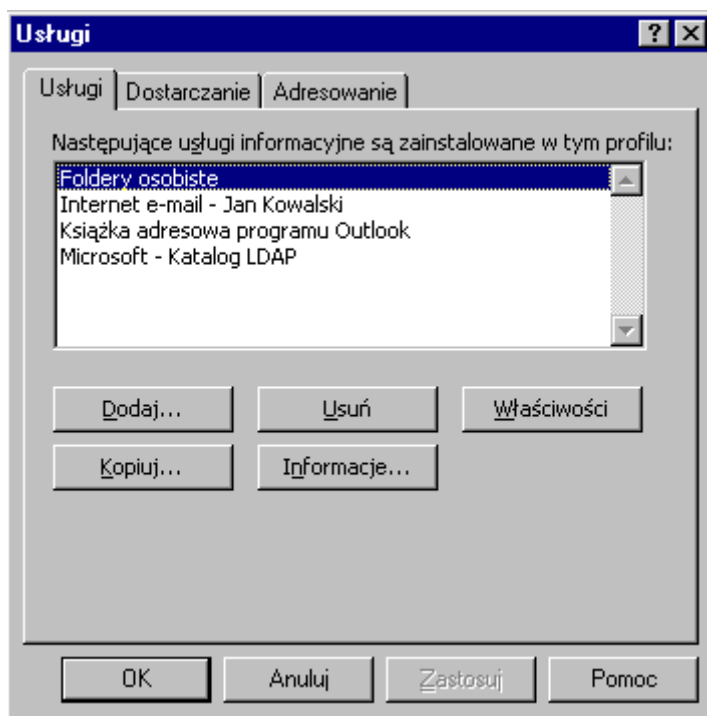 Usługi
Usługi Dostarczanie Adresowanie
Następujące usługi informacyjne są zainstalowane w tym profilu:
Foldery osobiste
Internet e-mail - Jan Kowalski
Książka adresowa programu Outlook
Microsoft - Katalog LDAP
Dodaj... Usuń Właściwości
Kopiuj... Informacje...
OK Anuluj Zastosuj Pomoc